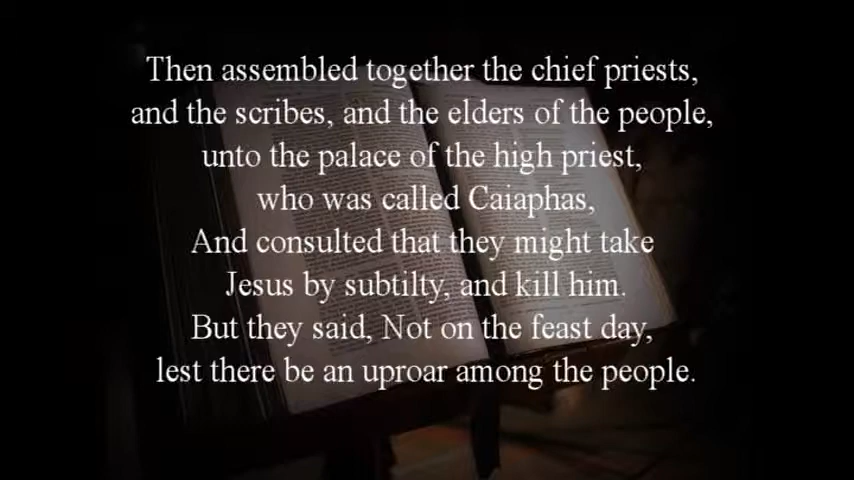 Then assembled together the chief priests,
and the scribes, and the elders of the people,
unto the palace of the high priest,
who was called Caiaphas,
And consulted that they might take
Jesus by subtilty, and kill him.
But they said, Not on the feast day,
lest there be an uproar among the people.